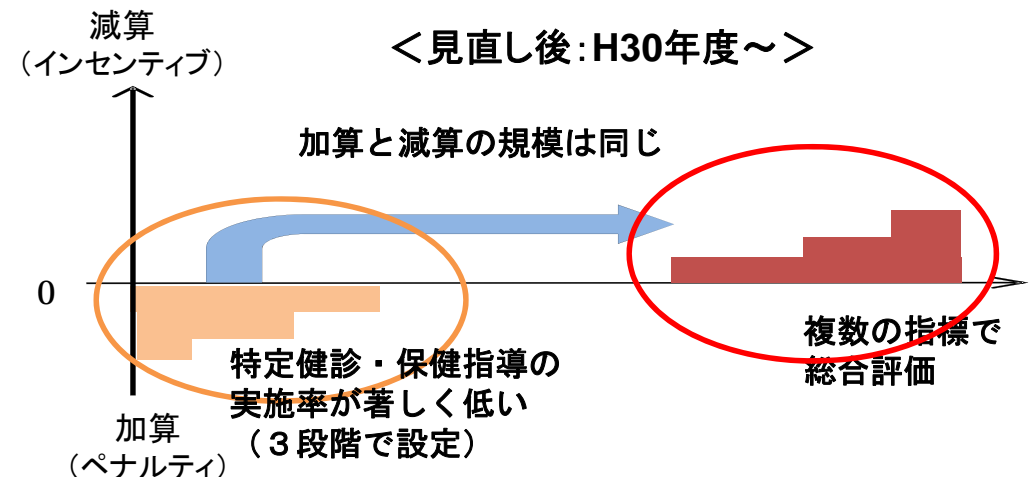 減算
（インセンティブ）
＜見直し後：H30年度～＞
加算と減算の規模は同じ
0
複数の指標で
総合評価
特定健診・保健指導の
実施率が著しく低い
（３段階で設定）
加算
（ペナルティ）